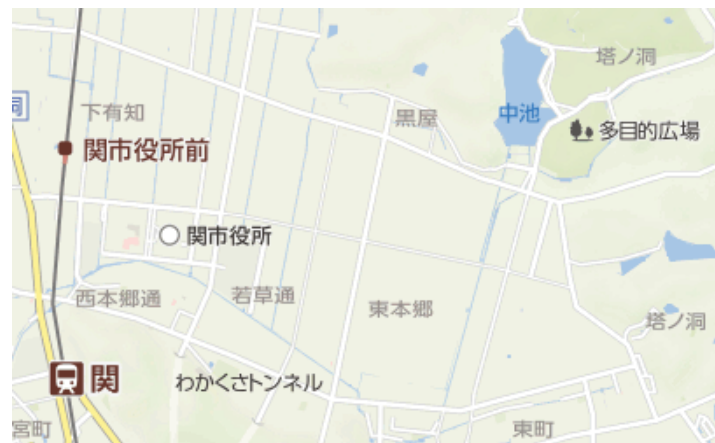 塔ノ洞
洞
下有知
黒屋
中池
多目的広場
関市役所前
関市役所
西本郷通
若草通
東本郷
塔ノ洞
関
わかくさトンネル
宮町
東町